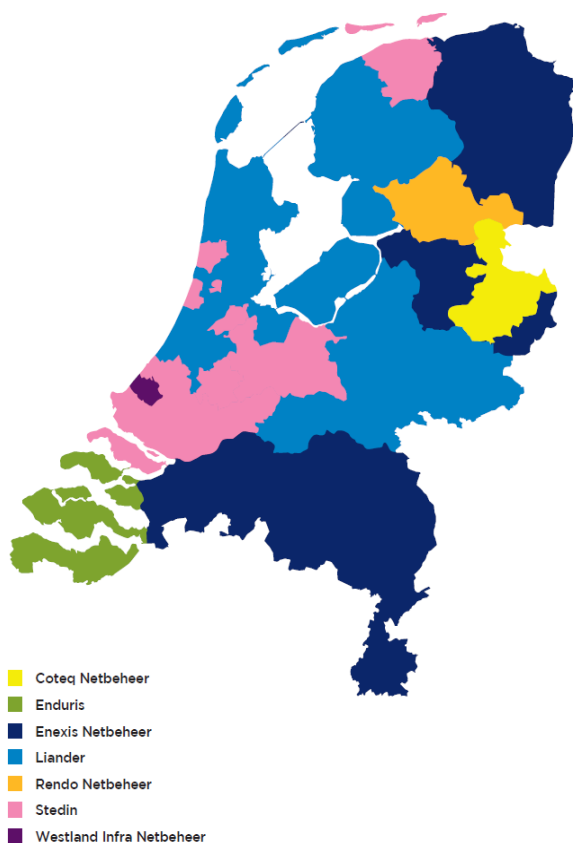 Coteq Netbeheer
Enduris
Enexis Netbeheer
Liander
Rendo Netbeheer
Stedin
Westland Infra Netbeheer